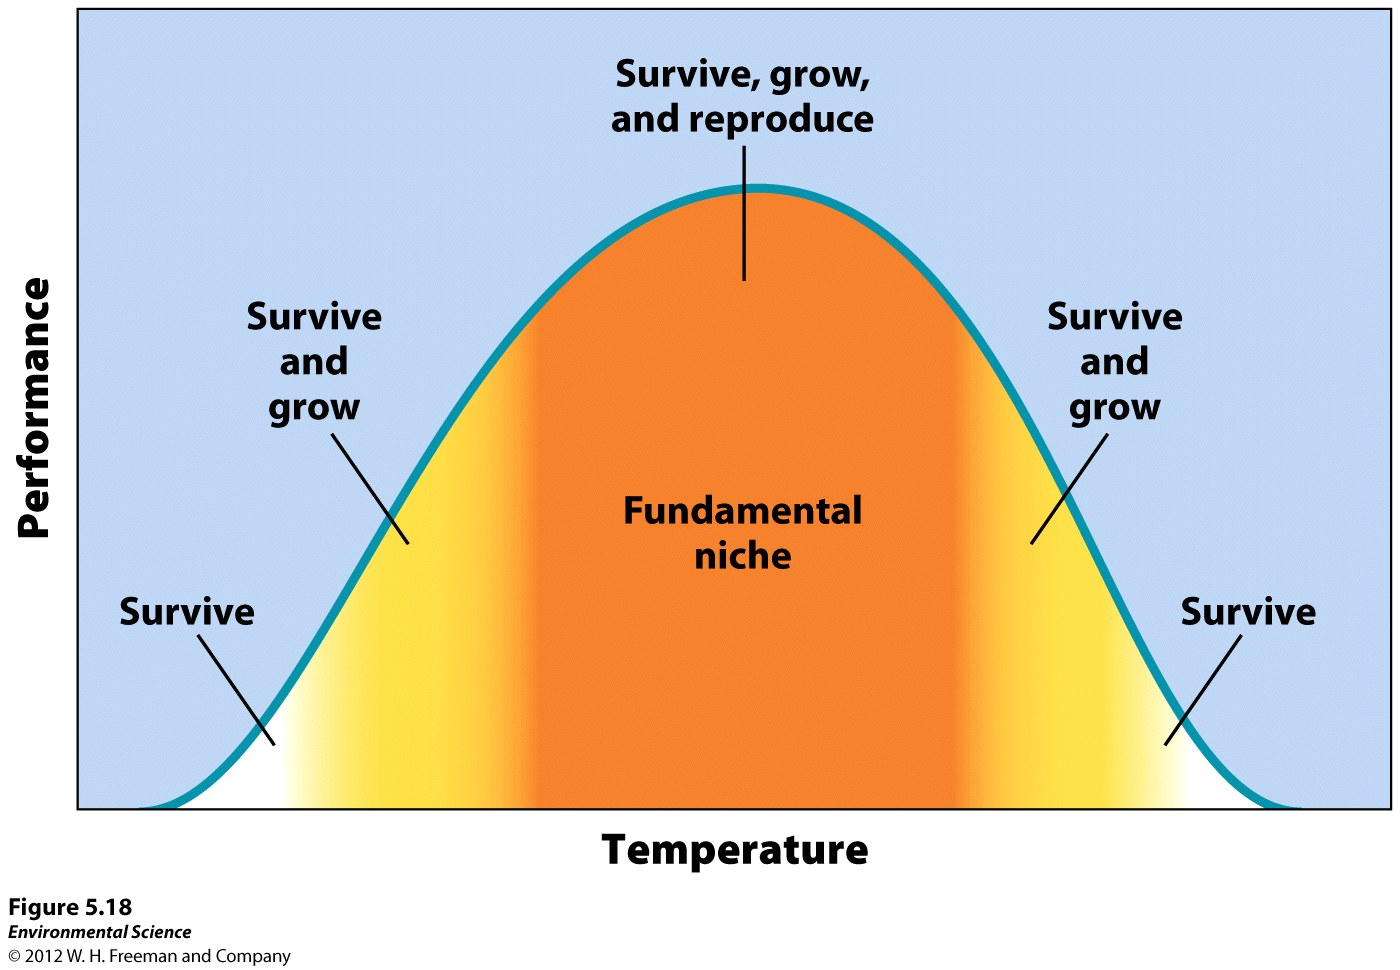 Survive, grow,
and reproduce
Survive
and
grow
Survive
and
grow
Fundamental
niche
Survive
Survive
Performance
Temperature
Figure 5.18
Environmental Science
© 2012 W. H. Freeman and Company